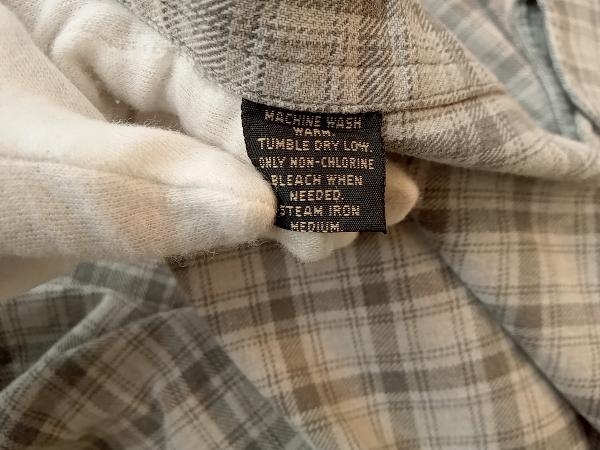 MACHINE WASH
WARM.
TUMBLE DRY LOW.
ONLY NON-CHLORINE
BLEACH WHEN
NEEDED.
STEAM IRON
MEDIUM.